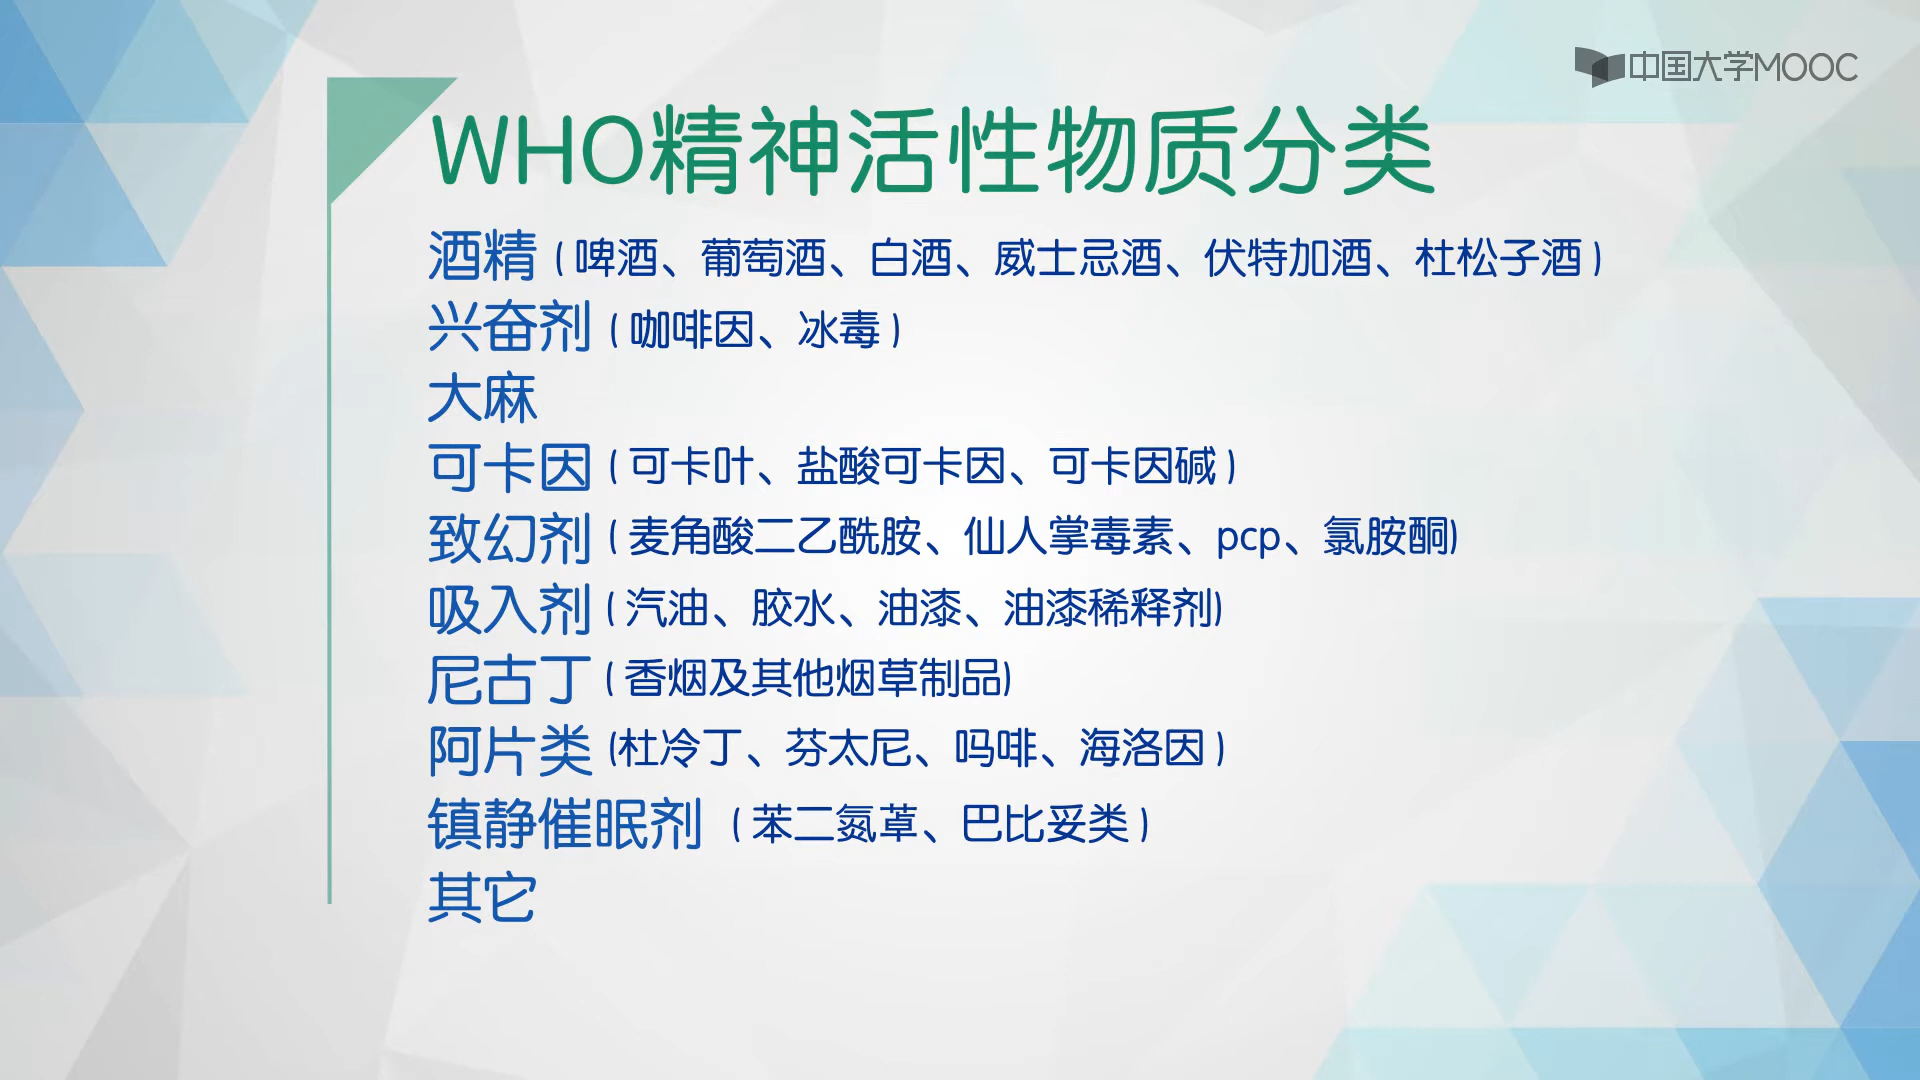 中国大学MOOC
WHO精神活性物质分类
酒精（啤酒、葡萄酒、白酒、威士忌酒、伏特加酒、杜松子酒）
兴奋剂（咖啡因、冰毒）
大麻
可卡因（可卡叶、盐酸可卡因、可卡因碱）
致幻剂（麦角酸二乙酰胺、仙人掌毒素、pcp、氯胺酮)
吸入剂（汽油、胶水、油漆、油漆稀释剂)
尼古丁（香烟及其他烟草制品)
阿片类 (杜冷丁、芬太尼、吗啡、海洛因）
镇静催眠剂 （苯二氮䓬、巴比妥类）
其它